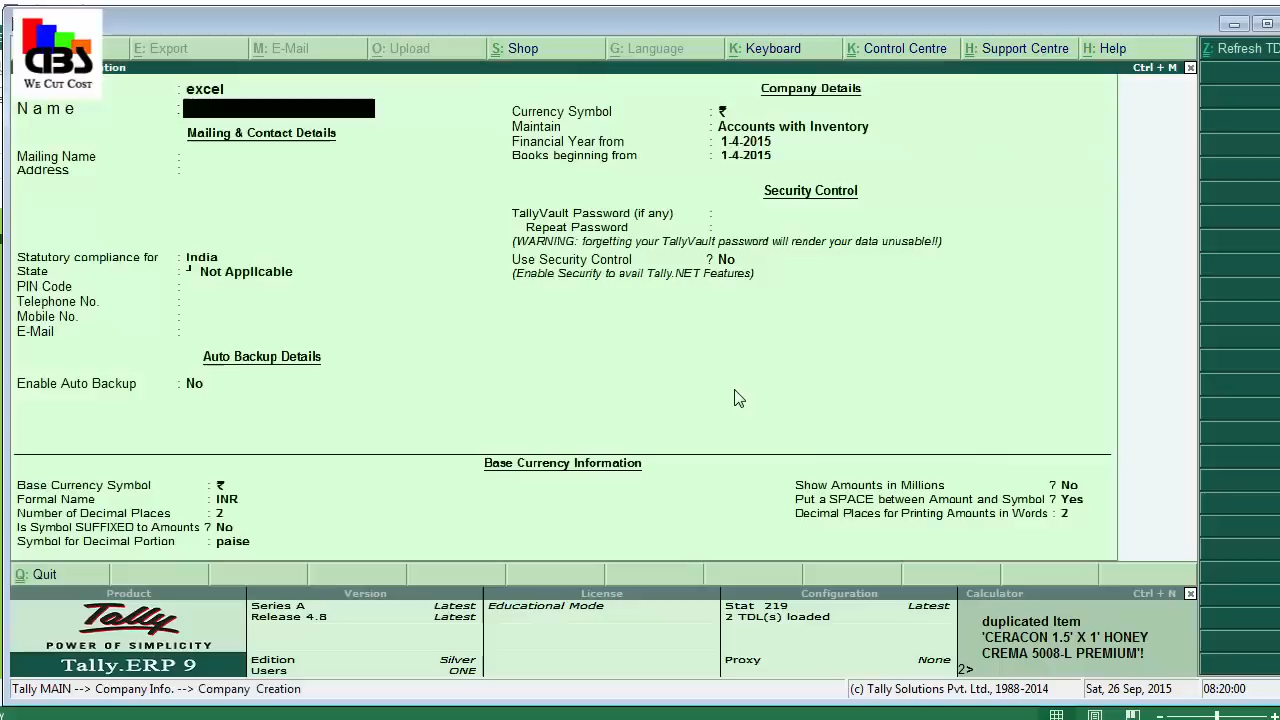 CBS
WE CUT COST
E: Export
M: E-Mail
O: Upload
S: Shop
G: Language
K: Keyboard
K: Control Centre
H: Support Centre
H: Help
Z: Refresh TD
Ctrl + M
: excel
Name :
Mailing & Contact Details
Mailing Name :
Address :
Statutory compliance for : India
State : ┘ Not Applicable
PIN Code :
Telephone No. :
Mobile No. :
E-Mail :
Auto Backup Details
Enable Auto Backup : No
Company Details
Currency Symbol : ₹
Maintain : Accounts with Inventory
Financial Year from : 1-4-2015
Books beginning from : 1-4-2015
Security Control
TallyVault Password (if any) :
Repeat Password :
(WARNING: forgetting your TallyVault password will render your data unusable!!)
Use Security Control ? No
(Enable Security to avail Tally.NET Features)
Base Currency Information
Base Currency Symbol : ₹
Formal Name : INR
Number of Decimal Places : 2
Is Symbol SUFFIXED to Amounts ? No
Symbol for Decimal Portion : paise
Show Amounts in Millions ? No
Put a SPACE between Amount and Symbol ? Yes
Decimal Places for Printing Amounts in Words : 2
Q: Quit
Product
Tally
POWER OF SIMPLICITY
Tally.ERP 9
Version
Series A Latest
Release 4.8 Latest
Edition Silver
Users ONE
License
Educational Mode
Configuration
Stat 219 Latest
2 TDL(s) loaded
Proxy None
Calculator Ctrl + N
duplicated Item
'CERACON 1.5' X 1' HONEY
CREMA 5008-L PREMIUM'!
2>
Tally MAIN --> Company Info. --> Company Creation
(c) Tally Solutions Pvt. Ltd., 1988-2014
Sat, 26 Sep, 2015
08:20:00